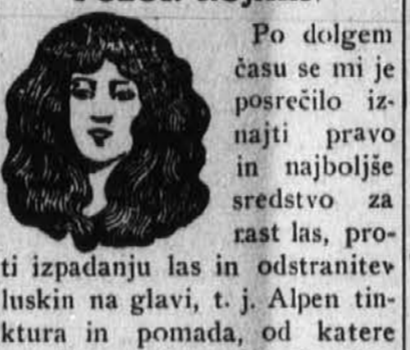 Po dolgem
času se mi je
posrečilo iz-
najti pravo
in najboljše
sredstvo za
rast las, pro-
ti izpadanju las in odstranitev
luskin na glavi, t. j. Alpen tin-
ktura in pomada, od katere